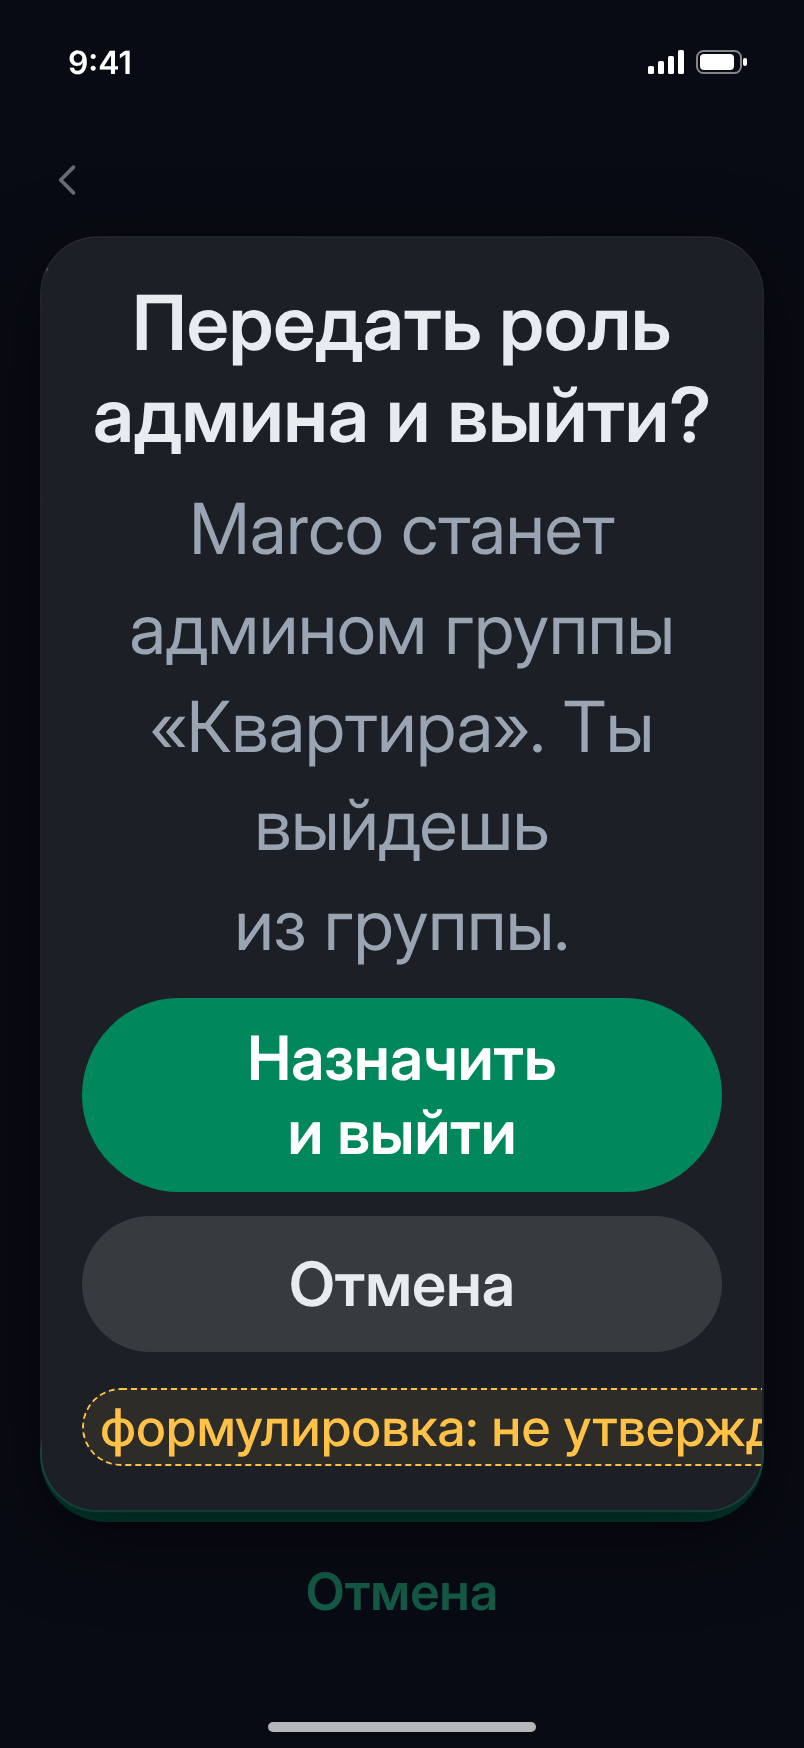 9:41
Передать роль
админа и выйти?
Marco станет
админом группы
«Квартира». Ты
выйдешь
из группы.
Назначить
и выйти
Отмена
формулировка: не
Отмена